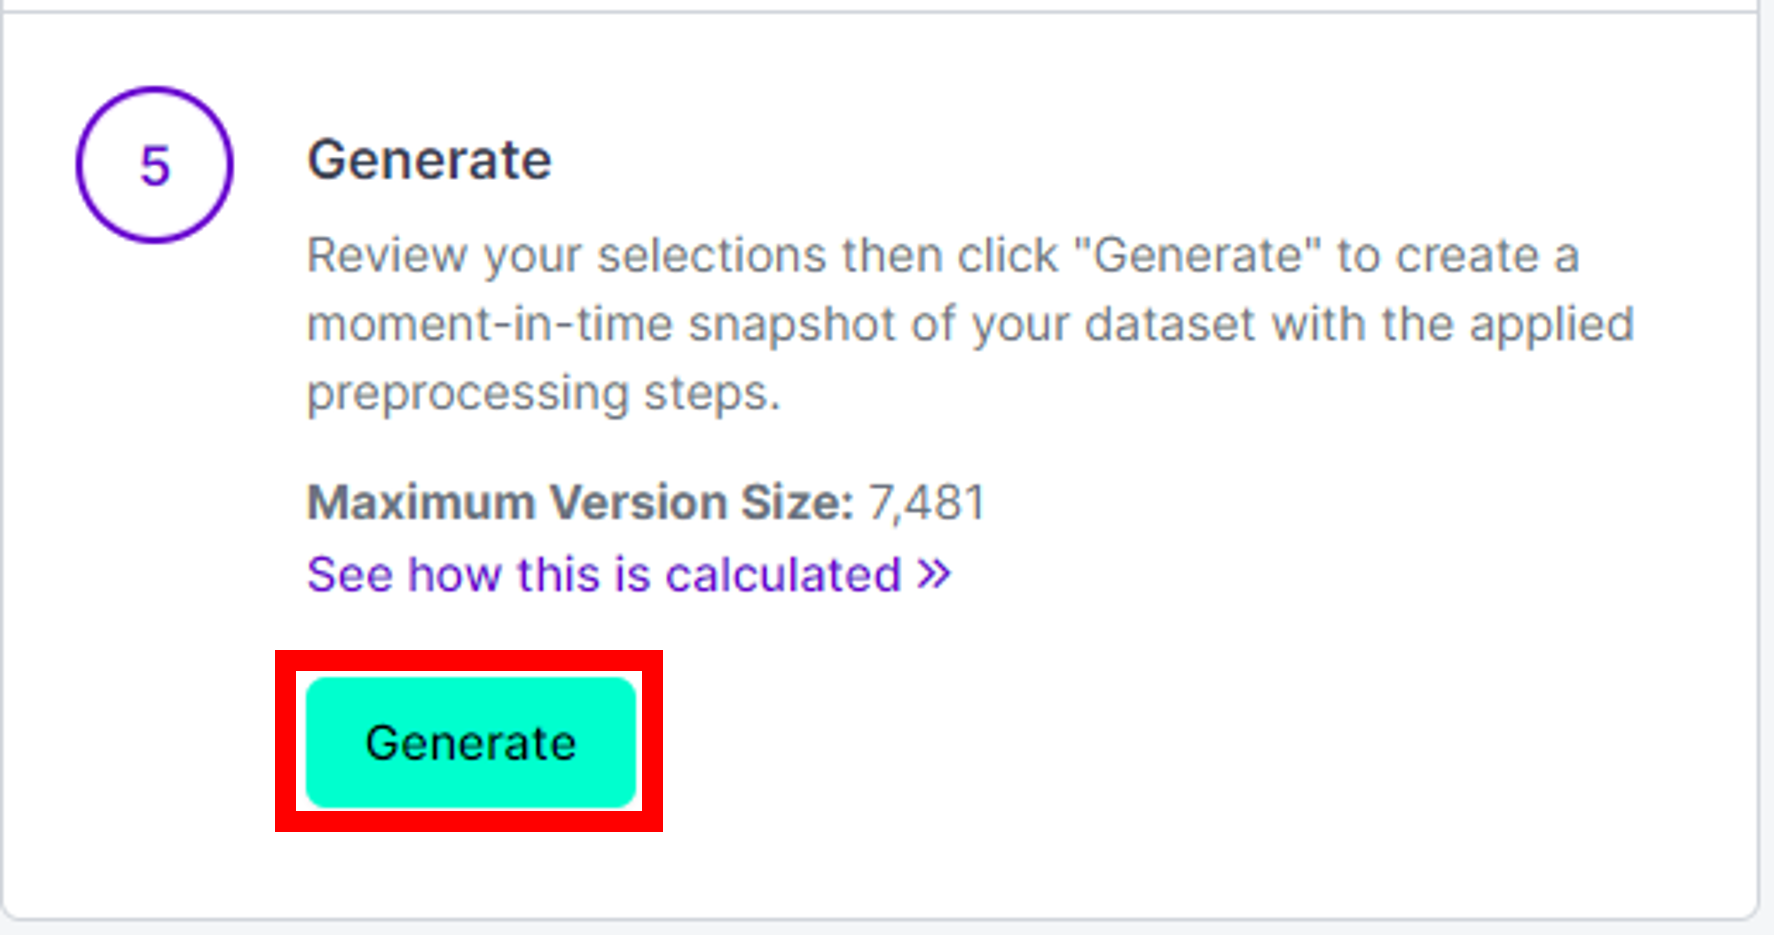 5
Generate
Review your selections then click "Generate" to create a
moment-in-time snapshot of your dataset with the applied
preprocessing steps.
Maximum Version Size: 7,481
See how this is calculated »
Generate